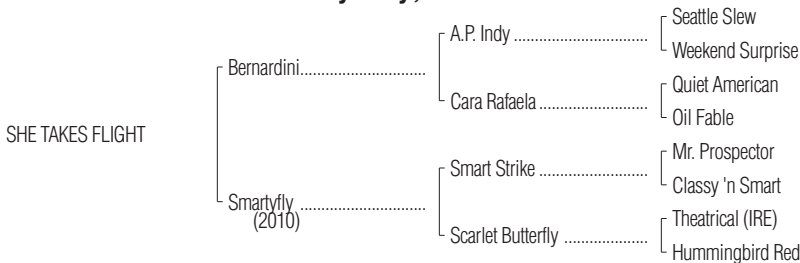 Seattle Slew
A.P. Indy ..................................
Weekend Surprise
Bernardini................................
Quiet American
Cara Rafaela ...........................
Oil Fable
SHE TAKES FLIGHT
Mr. Prospector
Smart Strike ...........................
Classy 'n Smart
Smartyfly ................................
(2010)
Theatrical (IRE)
Scarlet Butterfly .....................
Hummingbird Red